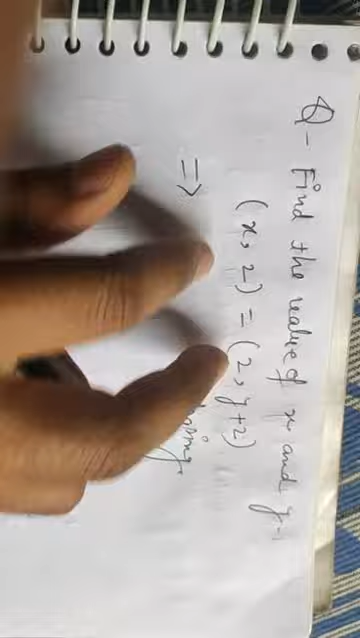 Q- Find the value of x and y-
(x, 2) = (2, y+2)
=>